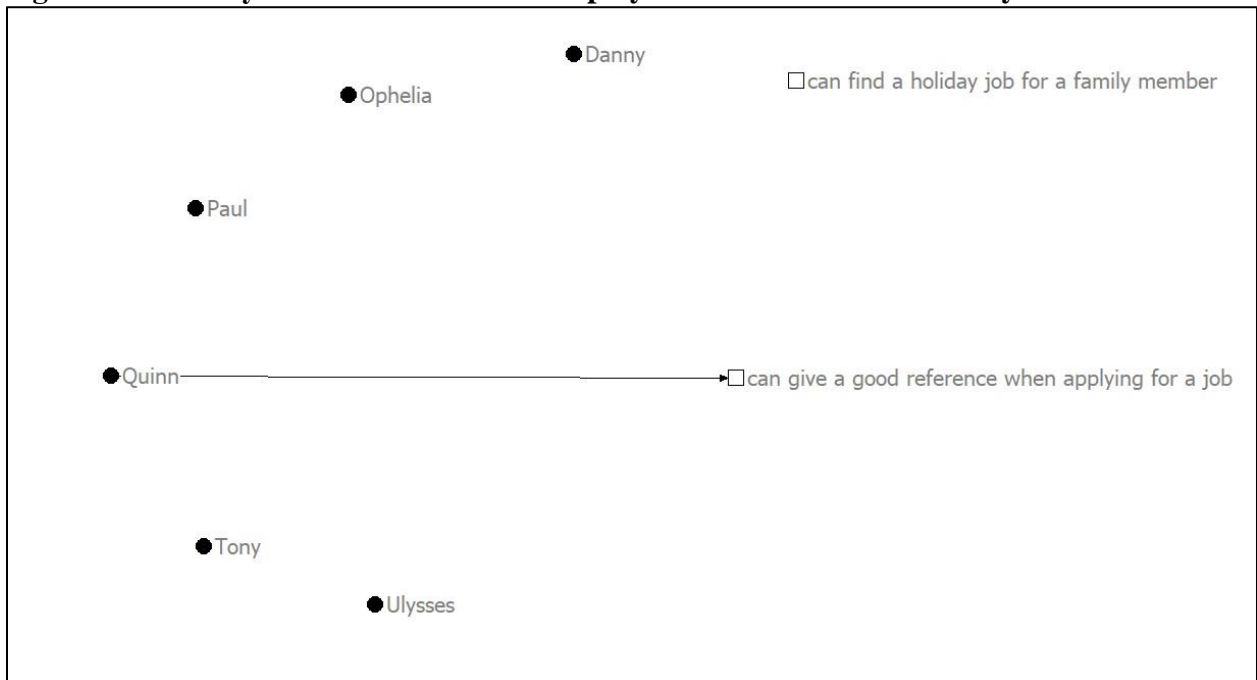 Danny
can find a holiday job for a family member
Ophelia
Paul
Quinn
can give a good reference when applying for a job
Tony
Ulysses